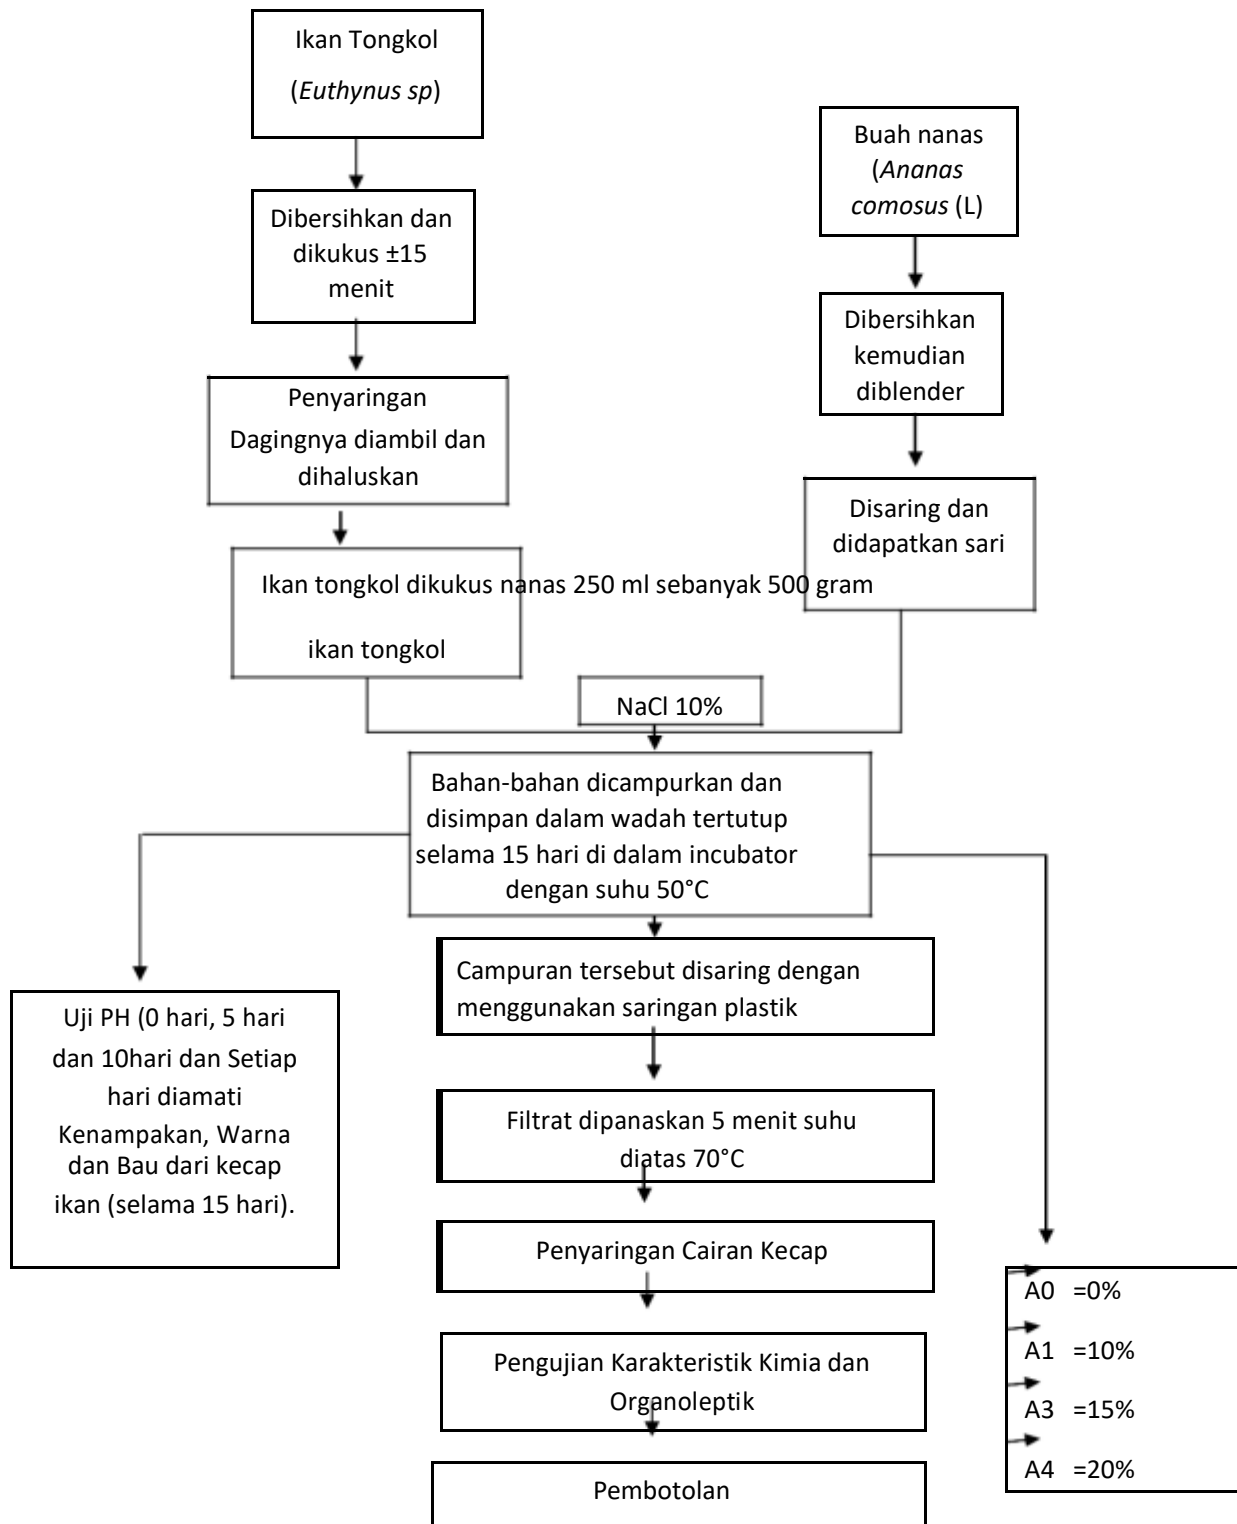 Ikan Tongkol
(Euthynus sp)
Buah nanas
(Ananas
comosus (L)
Dibersihkan dan
dikukus ±15
menit
Dibersihkan
kemudian
diblender
Penyaringan
Dagingnya diambil dan
dihaluskan
Disaring dan
didapatkan sari
Ikan tongkol dikukus nanas 250 ml sebanyak 500 gram
ikan tongkol
NaCl 10%
Bahan-bahan dicampurkan dan
disimpan dalam wadah tertutup
selama 15 hari di dalam incubator
dengan suhu 50°C
Campuran tersebut disaring dengan
menggunakan saringan plastik
Uji PH (0 hari, 5 hari
dan 10hari dan Setiap
hari diamati
Kenampakan, Warna
dan Bau dari kecap
ikan (selama 15 hari).
Filtrat dipanaskan 5 menit suhu
diatas 70°C
Penyaringan Cairan Kecap
A0 =0%
A1 =10%
A3 =15%
A4 =20%
Pengujian Karakteristik Kimia dan
Organoleptik
Pembotolan